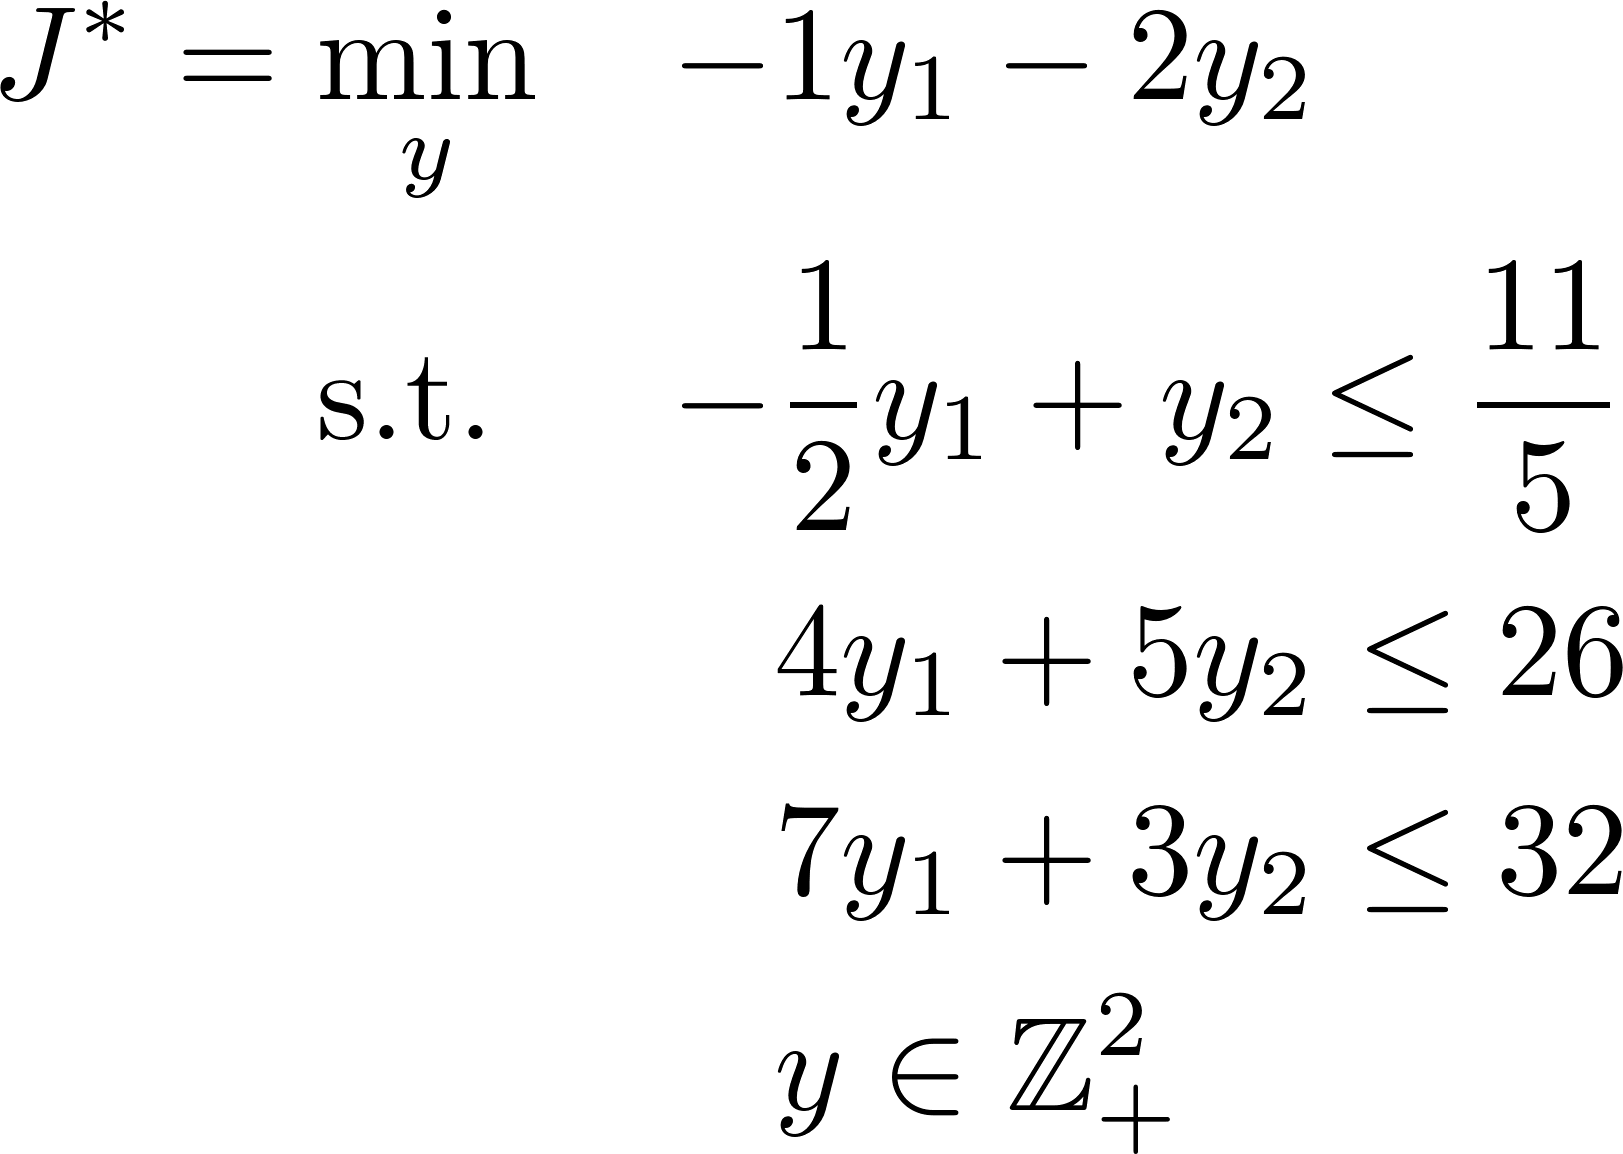 J* = min_y −1y₁ − 2y₂
s.t. −1/2 y₁ + y₂ ≤ 11/5
4y₁ + 5y₂ ≤ 26
7y₁ + 3y₂ ≤ 32
y ∈ ℤ²₊